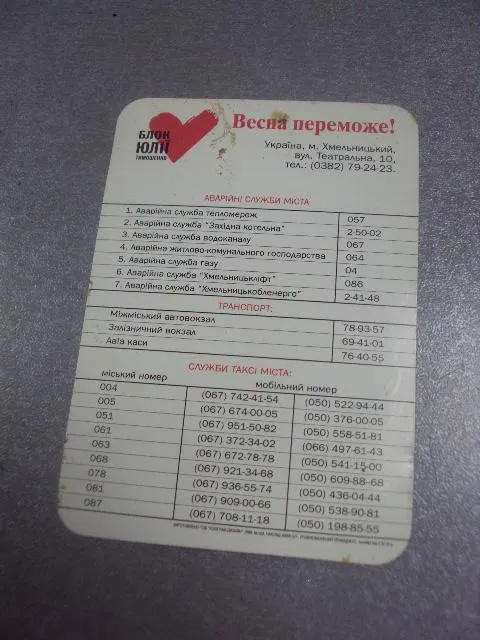 БЛОК
ЮЛІЇ
ТИМОШЕНКО
Весна переможе!
Україна, м. Хмельницький,
вул. Театральна, 10,
тел.: (0382) 79-24-23.
АВАРІЙНІ СЛУЖБИ МІСТА
1. Аварійна служба тепломереж 057
2. Аварійна служба "Західна котельна" 2-50-02
3. Аварійна служба водоканалу 067
4. Аварійна житлово-комунального господарства 064
5. Аварійна служба газу 04
6. Аварійна служба "Хмельницькліфт" 086
7. Аварійна служба "Хмельницькобленерго" 2-41-48
ТРАНСПОРТ:
Міжміський автовокзал 78-93-57
Залізничний вокзал 69-41-01
Авіа каси 76-40-55
СЛУЖБИ ТАКСІ МІСТА:
міський номер мобільний номер
004 (067) 742-41-54 (050) 522-94-44
005 (067) 674-00-05 (050) 376-00-05
051 (067) 951-50-82 (050) 558-51-81
061 (067) 372-34-02 (066) 497-61-43
063 (067) 672-78-78 (050) 541-15-00
068 (067) 921-34-68 (050) 609-88-68
078 (067) 936-55-74 (050) 436-04-44
081 (067) 909-00-66 (050) 538-90-81
087 (067) 708-11-18 (050) 198-85-55